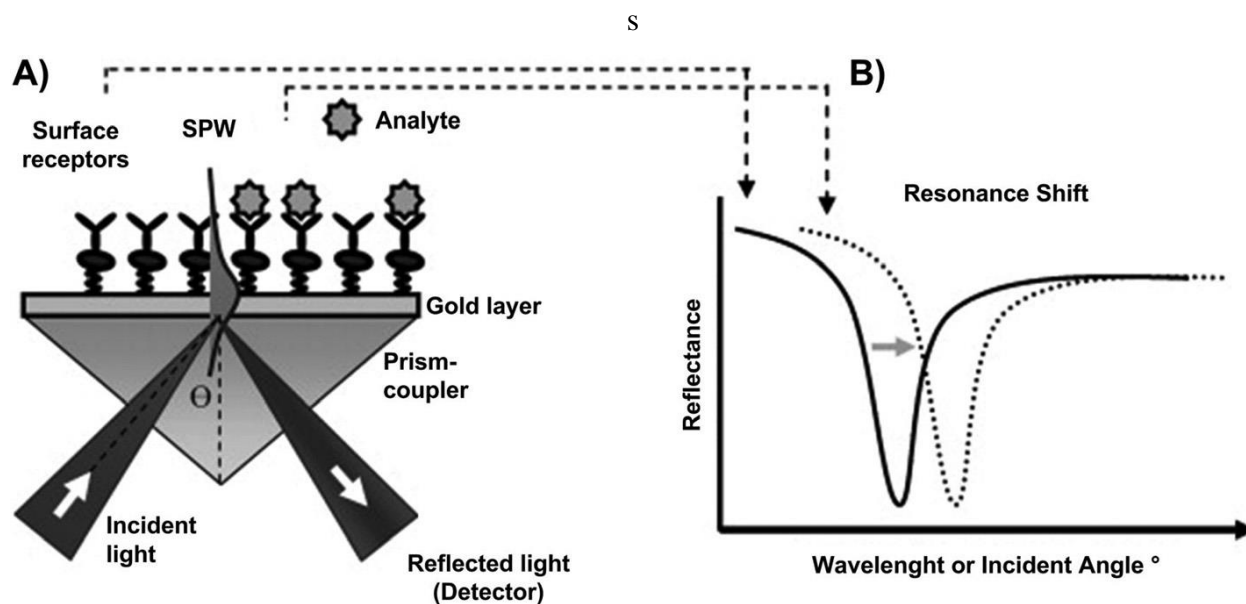 s
A)
B)
Surface
receptors
SPW
Analyte
Resonance Shift
Gold layer
Prism-
coupler
Θ
Incident
light
Reflected light
(Detector)
Reflectance
Wavelenght or Incident Angle °